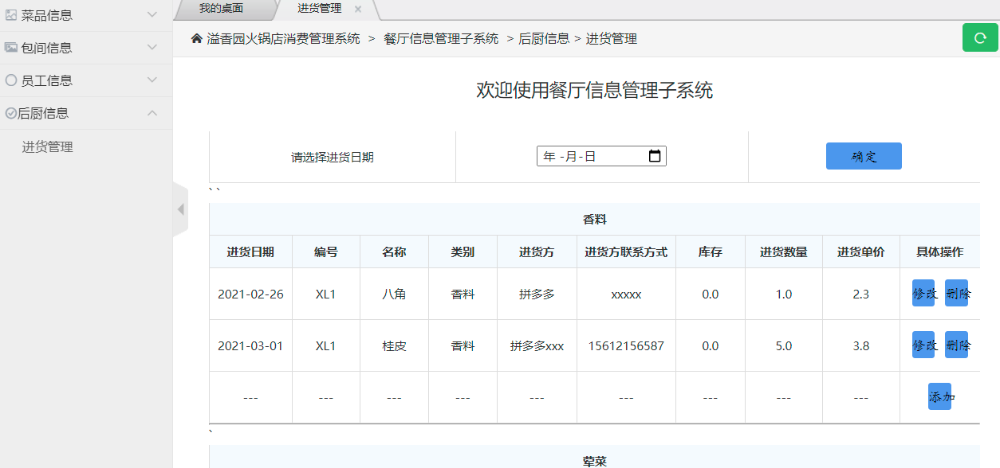 菜品信息
包间信息
员工信息
后厨信息
进货管理
我的桌面 进货管理
溢香园火锅店消费管理系统 > 餐厅信息管理子系统 > 后厨信息 > 进货管理
欢迎使用餐厅信息管理子系统
请选择进货日期 年 -月-日 确定
` `
香料
进货日期 编号 名称 类别 进货方 进货方联系方式 库存 进货数量 进货单价 具体操作
2021-02-26 XL1 八角 香料 拼多多 xxxxx 0.0 1.0 2.3 修改 删除
2021-03-01 XL1 桂皮 香料 拼多多xxx 15612156587 0.0 5.0 3.8 修改 删除
--- --- --- --- --- --- --- --- --- 添加
`
荤菜